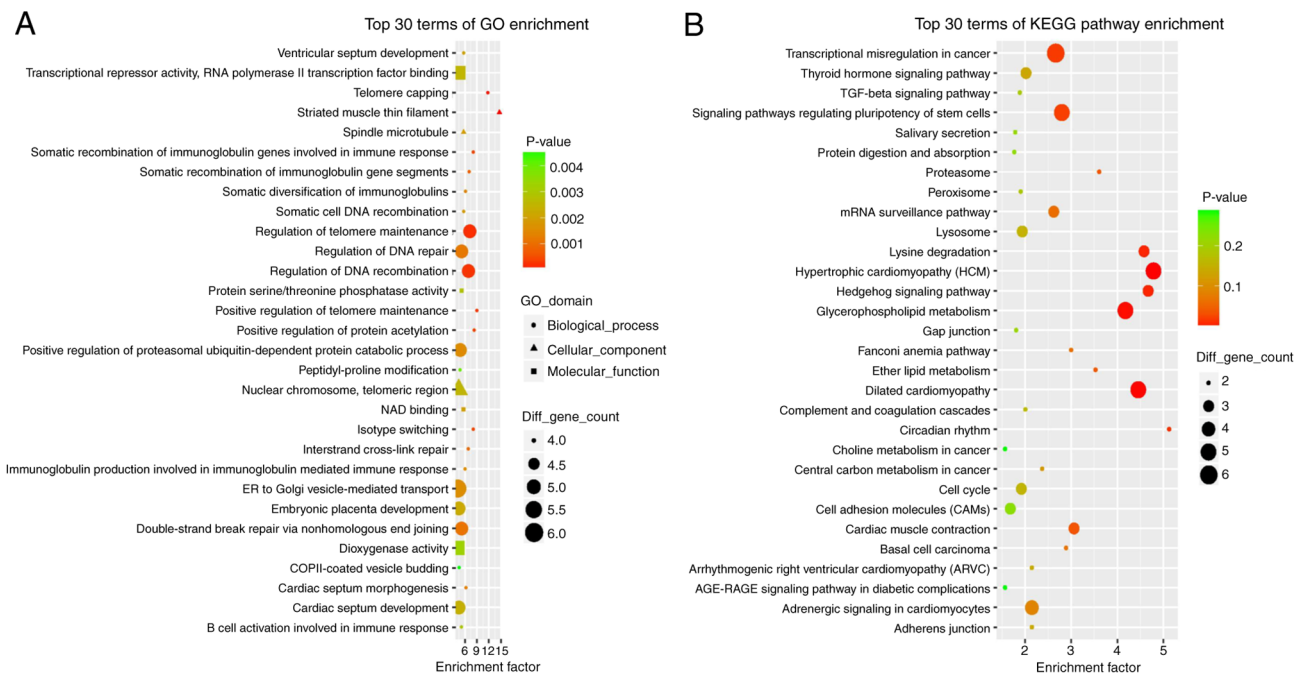 A
Top 30 terms of GO enrichment
Ventricular septum development
Transcriptional repressor activity, RNA polymerase II transcription factor binding
Telomere capping
Striated muscle thin filament
Spindle microtubule
Somatic recombination of immunoglobulin genes involved in immune response
Somatic recombination of immunoglobulin gene segments
Somatic diversification of immunoglobulins
Somatic cell DNA recombination
Regulation of telomere maintenance
Regulation of DNA repair
Regulation of DNA recombination
Protein serine/threonine phosphatase activity
Positive regulation of telomere maintenance
Positive regulation of protein acetylation
Positive regulation of proteasomal ubiquitin-dependent protein catabolic process
Peptidyl-proline modification
Nuclear chromosome, telomeric region
NAD binding
Isotype switching
Interstrand cross-link repair
Immunoglobulin production involved in immunoglobulin mediated immune response
ER to Golgi vesicle-mediated transport
Embryonic placenta development
Double-strand break repair via nonhomologous end joining
Dioxygenase activity
COPII-coated vesicle budding
Cardiac septum morphogenesis
Cardiac septum development
B cell activation involved in immune response
6 9 12 15
Enrichment factor
P-value
0.004
0.003
0.002
0.001
GO_domain
Biological_process
Cellular_component
Molecular_function
Diff_gene_count
4.0
4.5
5.0
5.5
6.0
B
Top 30 terms of KEGG pathway enrichment
Transcriptional misregulation in cancer
Thyroid hormone signaling pathway
TGF-beta signaling pathway
Signaling pathways regulating pluripotency of stem cells
Salivary secretion
Protein digestion and absorption
Proteasome
Peroxisome
mRNA surveillance pathway
Lysosome
Lysine degradation
Hypertrophic cardiomyopathy (HCM)
Hedgehog signaling pathway
Glycerophospholipid metabolism
Gap junction
Fanconi anemia pathway
Ether lipid metabolism
Dilated cardiomyopathy
Complement and coagulation cascades
Circadian rhythm
Choline metabolism in cancer
Central carbon metabolism in cancer
Cell cycle
Cell adhesion molecules (CAMs)
Cardiac muscle contraction
Basal cell carcinoma
Arrhythmogenic right ventricular cardiomyopathy (ARVC)
AGE-RAGE signaling pathway in diabetic complications
Adrenergic signaling in cardiomyocytes
Adherens junction
2 3 4 5
Enrichment factor
P-value
0.2
0.1
Diff_gene_count
2
3
4
5
6